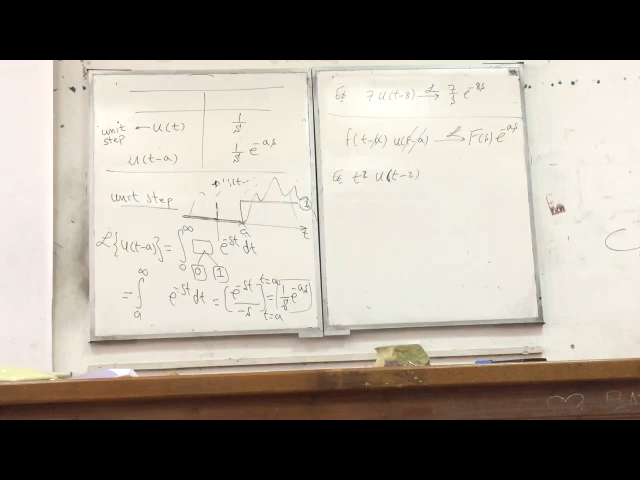 unit step ← u(t) 1/s
u(t-a) 1/s e^{-as}
unit step
a t
ℒ{u(t-a)} = ∫_0^∞ □ e^{-st} dt
0 1
= ∫_a^∞ e^{-st} dt = [e^{-st}/-s]_{t=a}^{t=∞} = 1/s e^{-as}
Ex 7 u(t-8) →ℒ 7/s e^{-8s}
f(t-a) u(t-a) →ℒ F(s) e^{-as}
Ex t² u(t-2)